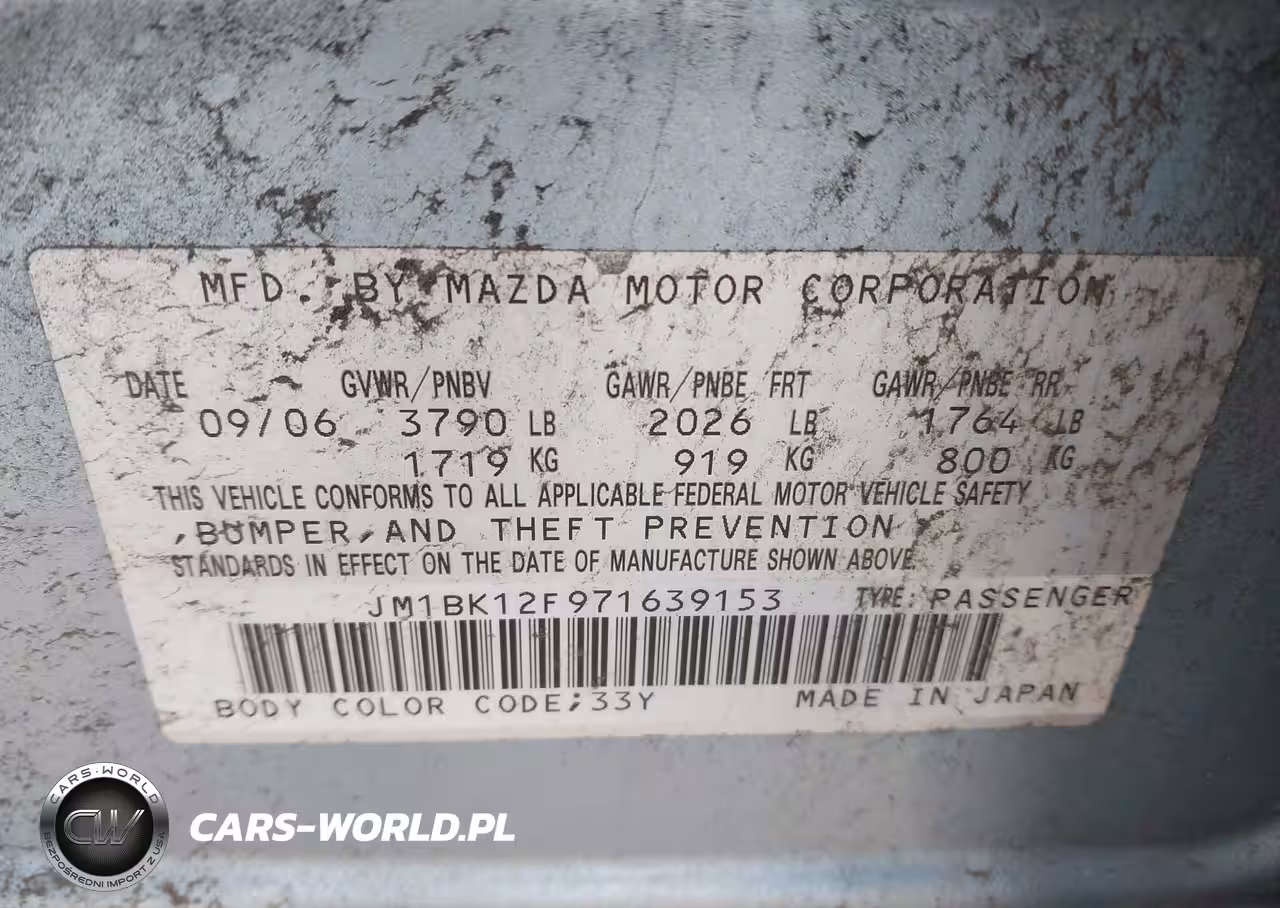 MFD. BY MAZDA MOTOR CORPORATION
DATE GVWR/PNBV GAWR/PNBE FRT GAWR/PNBE RR
09/06 3790 LB 2026 LB 1764 LB
1719 KG 919 KG 800 KG
THIS VEHICLE CONFORMS TO ALL APPLICABLE FEDERAL MOTOR VEHICLE SAFETY
,BUMPER,AND THEFT PREVENTION
STANDARDS IN EFFECT ON THE DATE OF MANUFACTURE SHOWN ABOVE.
JM1BK12F971639153 TYPE: PASSENGER
BODY COLOR CODE:33Y MADE IN JAPAN
CARS-WORLD
CW
BEZPOŚREDNI IMPORT Z USA
CARS-WORLD.PL